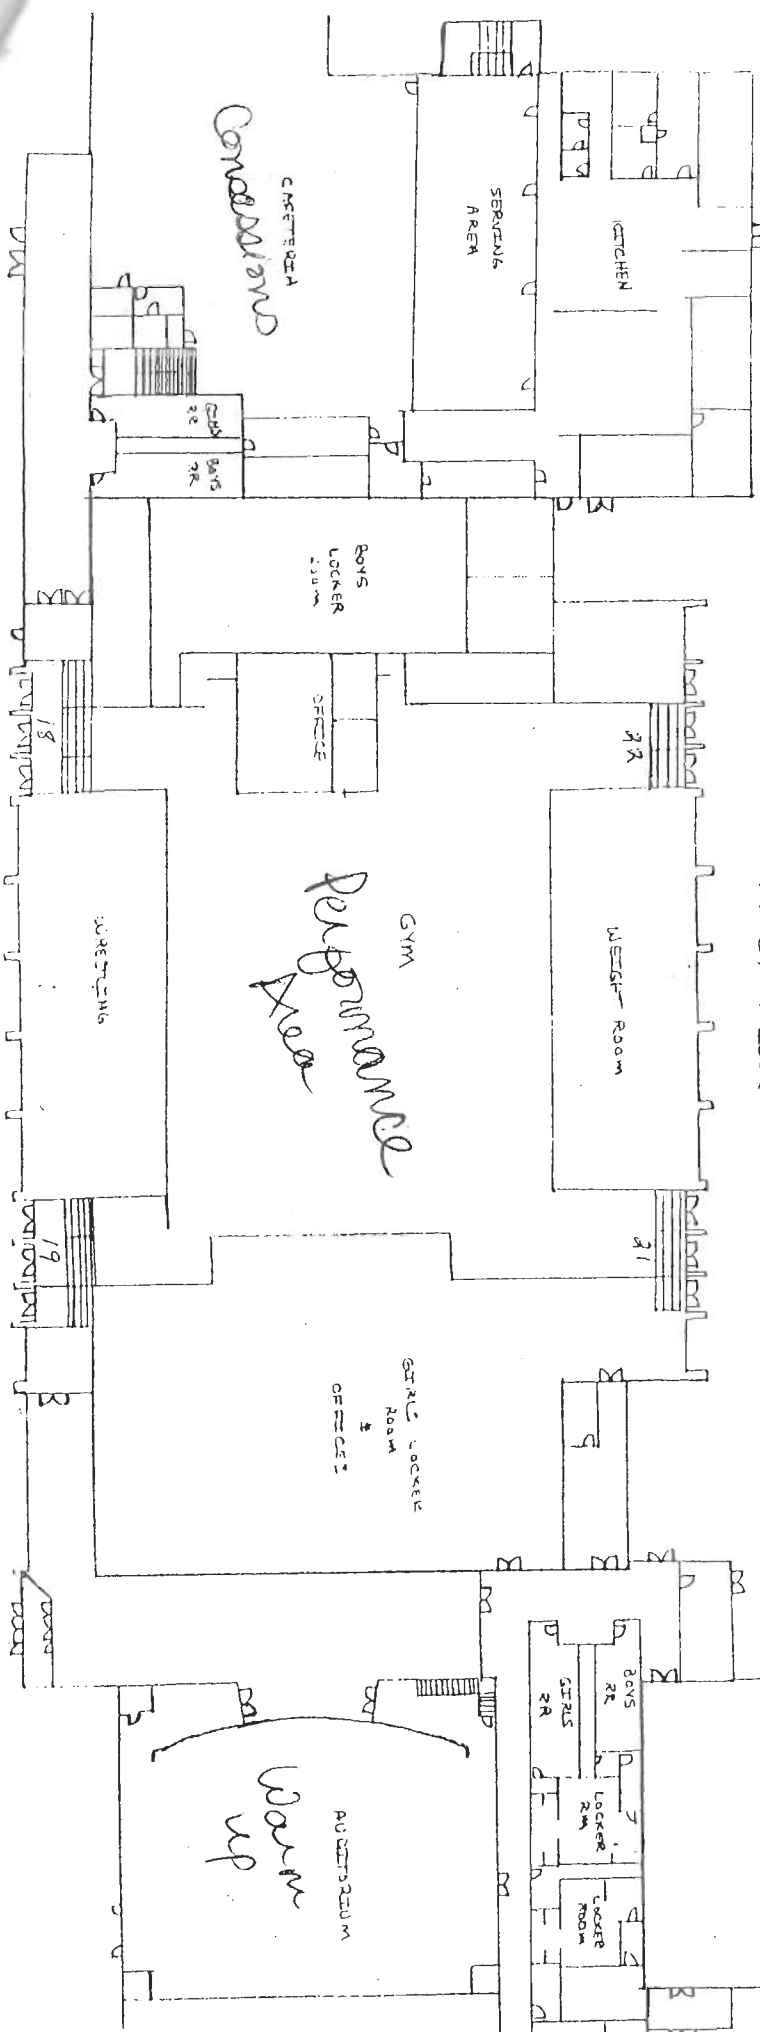 CAFETERIA
Concessions
SERVING
AREA
KITCHEN
GIRLS
RR
BOYS
RR
BOYS
LOCKER
ROOM
OFFICE
18
22
GYM
Performance
Area
WRESTLING
WEIGHT ROOM
19
21
GIRLS LOCKER
ROOM
&
OFFICES
BOYS
RR
GIRLS
RR
LOCKER
RM
LOCKER
ROOM
AUDITORIUM
Warm
up